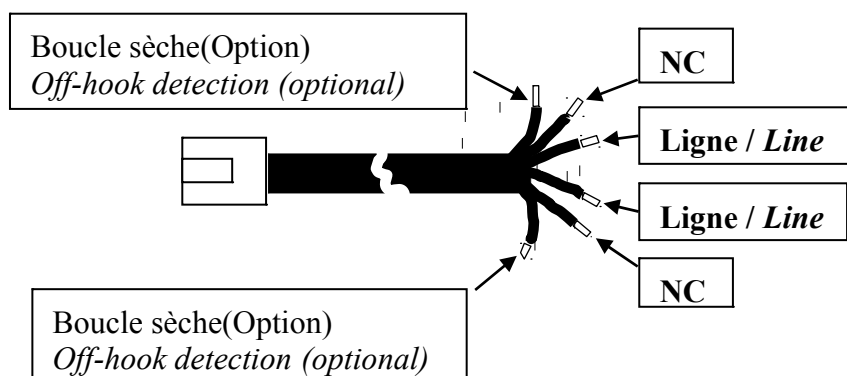 Boucle sèche(Option)
Off-hook detection (optional)
NC
Ligne / Line
Ligne / Line
NC
Boucle sèche(Option)
Off-hook detection (optional)